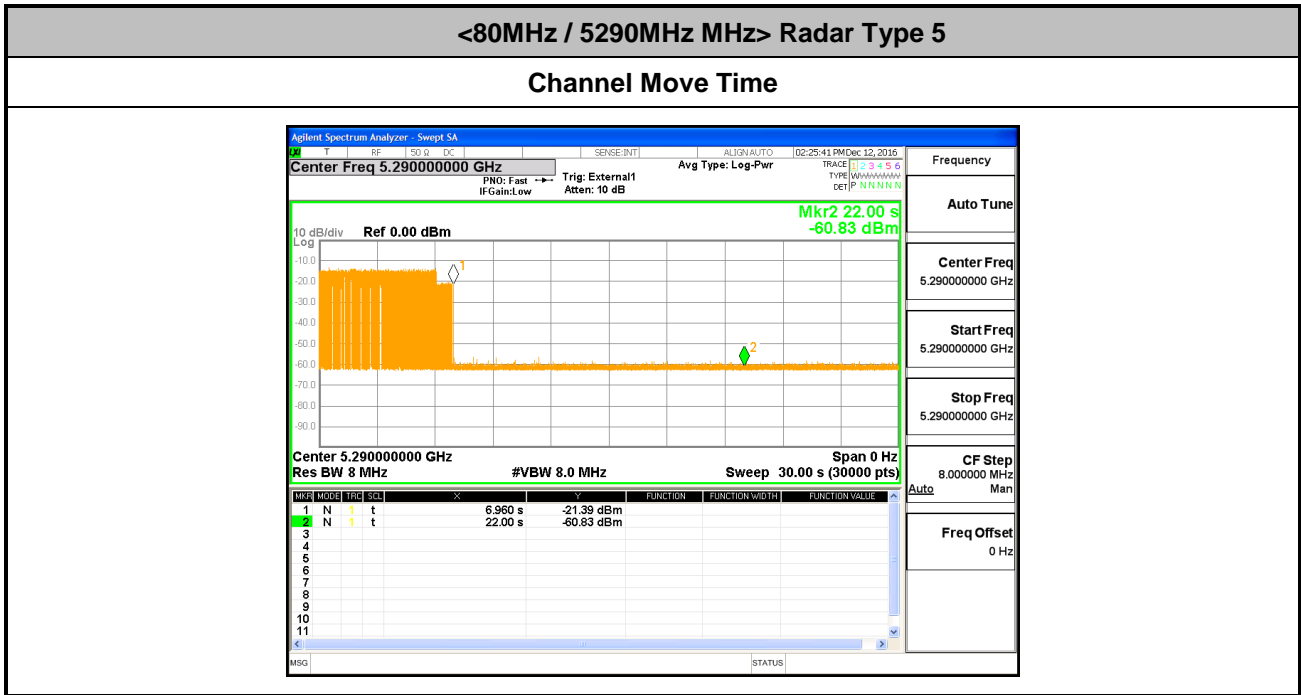 <80MHz / 5290MHz MHz> Radar Type 5
Channel Move Time
Agilent Spectrum Analyzer - Swept SA
LXI T RF 50 Ω DC SENSE:INT ALIGNAUTO 02:25:41 PM Dec 12, 2016
Center Freq 5.290000000 GHz
PNO: Fast
IFGain:Low
Trig: External1
Atten: 10 dB
Avg Type: Log-Pwr
TRACE 1 2 3 4 5 6
TYPE
DET P N N N N N
Mkr2 22.00 s
-60.83 dBm
10 dB/div Ref 0.00 dBm
Log
-10.0
-20.0
-30.0
-40.0
-50.0
-60.0
-70.0
-80.0
-90.0
1
2
Center 5.290000000 GHz
Span 0 Hz
Res BW 8 MHz
#VBW 8.0 MHz
Sweep 30.00 s (30000 pts)
MKR MODE TRC SCL X Y FUNCTION FUNCTION WIDTH FUNCTION VALUE
1 N 1 t 6.960 s -21.39 dBm
2 N 1 t 22.00 s -60.83 dBm
3
4
5
6
7
8
9
10
11
MSG
STATUS
Frequency
Auto Tune
Center Freq
5.290000000 GHz
Start Freq
5.290000000 GHz
Stop Freq
5.290000000 GHz
CF Step
8.000000 MHz
Auto Man
Freq Offset
0 Hz